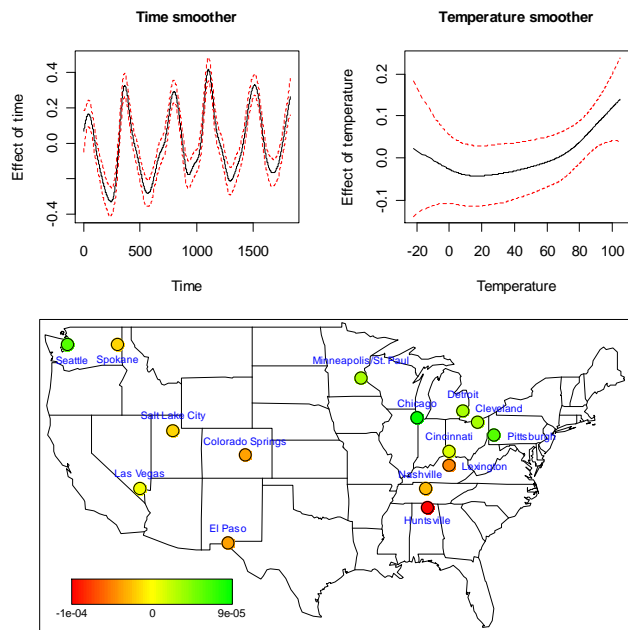 Time smoother
Temperature smoother
Effect of time
-0.4
0.0
0.2
0.4
0
500
1000
1500
Time
Effect of temperature
-0.1
0.0
0.1
0.2
-20
0
20
40
60
80
100
Temperature
Seattle
Spokane
Minneapolis/St. Paul
Chicago
Detroit
Cleveland
Salt Lake City
Colorado Springs
Cincinnati
Pittsburgh
Las Vegas
Nashville
Lexington
El Paso
Huntsville
-1e-04
0
9e-05